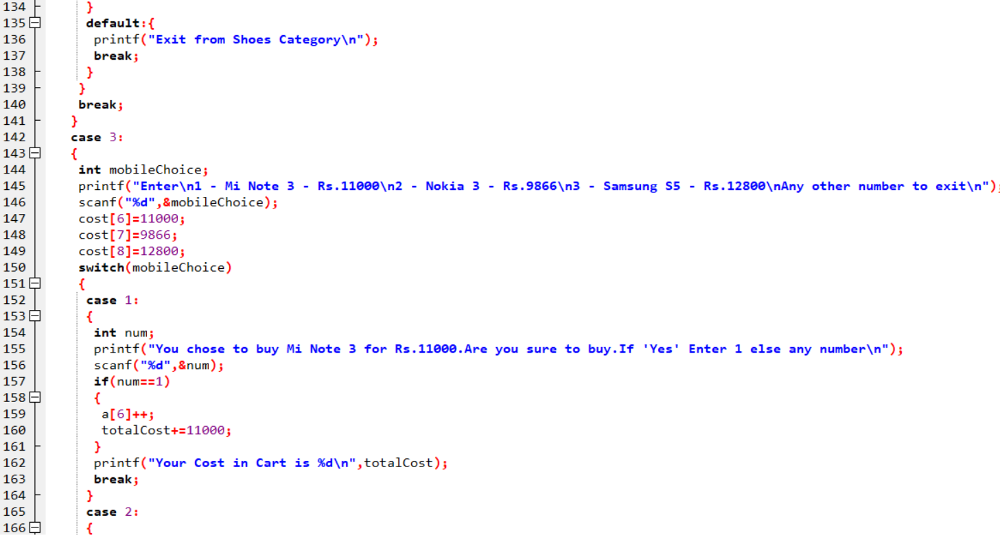 134 }
135 default:{
136 printf("Exit from Shoes Category\n");
137 break;
138 }
139 }
140 break;
141 }
142 case 3:
143 {
144 int mobileChoice;
145 printf("Enter\n1 - Mi Note 3 - Rs.11000\n2 - Nokia 3 - Rs.9866\n3 - Samsung S5 - Rs.12800\nAny other number to exit\n");
146 scanf("%d",&mobileChoice);
147 cost[6]=11000;
148 cost[7]=9866;
149 cost[8]=12800;
150 switch(mobileChoice)
151 {
152 case 1:
153 {
154 int num;
155 printf("You chose to buy Mi Note 3 for Rs.11000.Are you sure to buy.If 'Yes' Enter 1 else any number\n");
156 scanf("%d",&num);
157 if(num==1)
158 {
159 a[6]++;
160 totalCost+=11000;
161 }
162 printf("Your Cost in Cart is %d\n",totalCost);
163 break;
164 }
165 case 2:
166 {